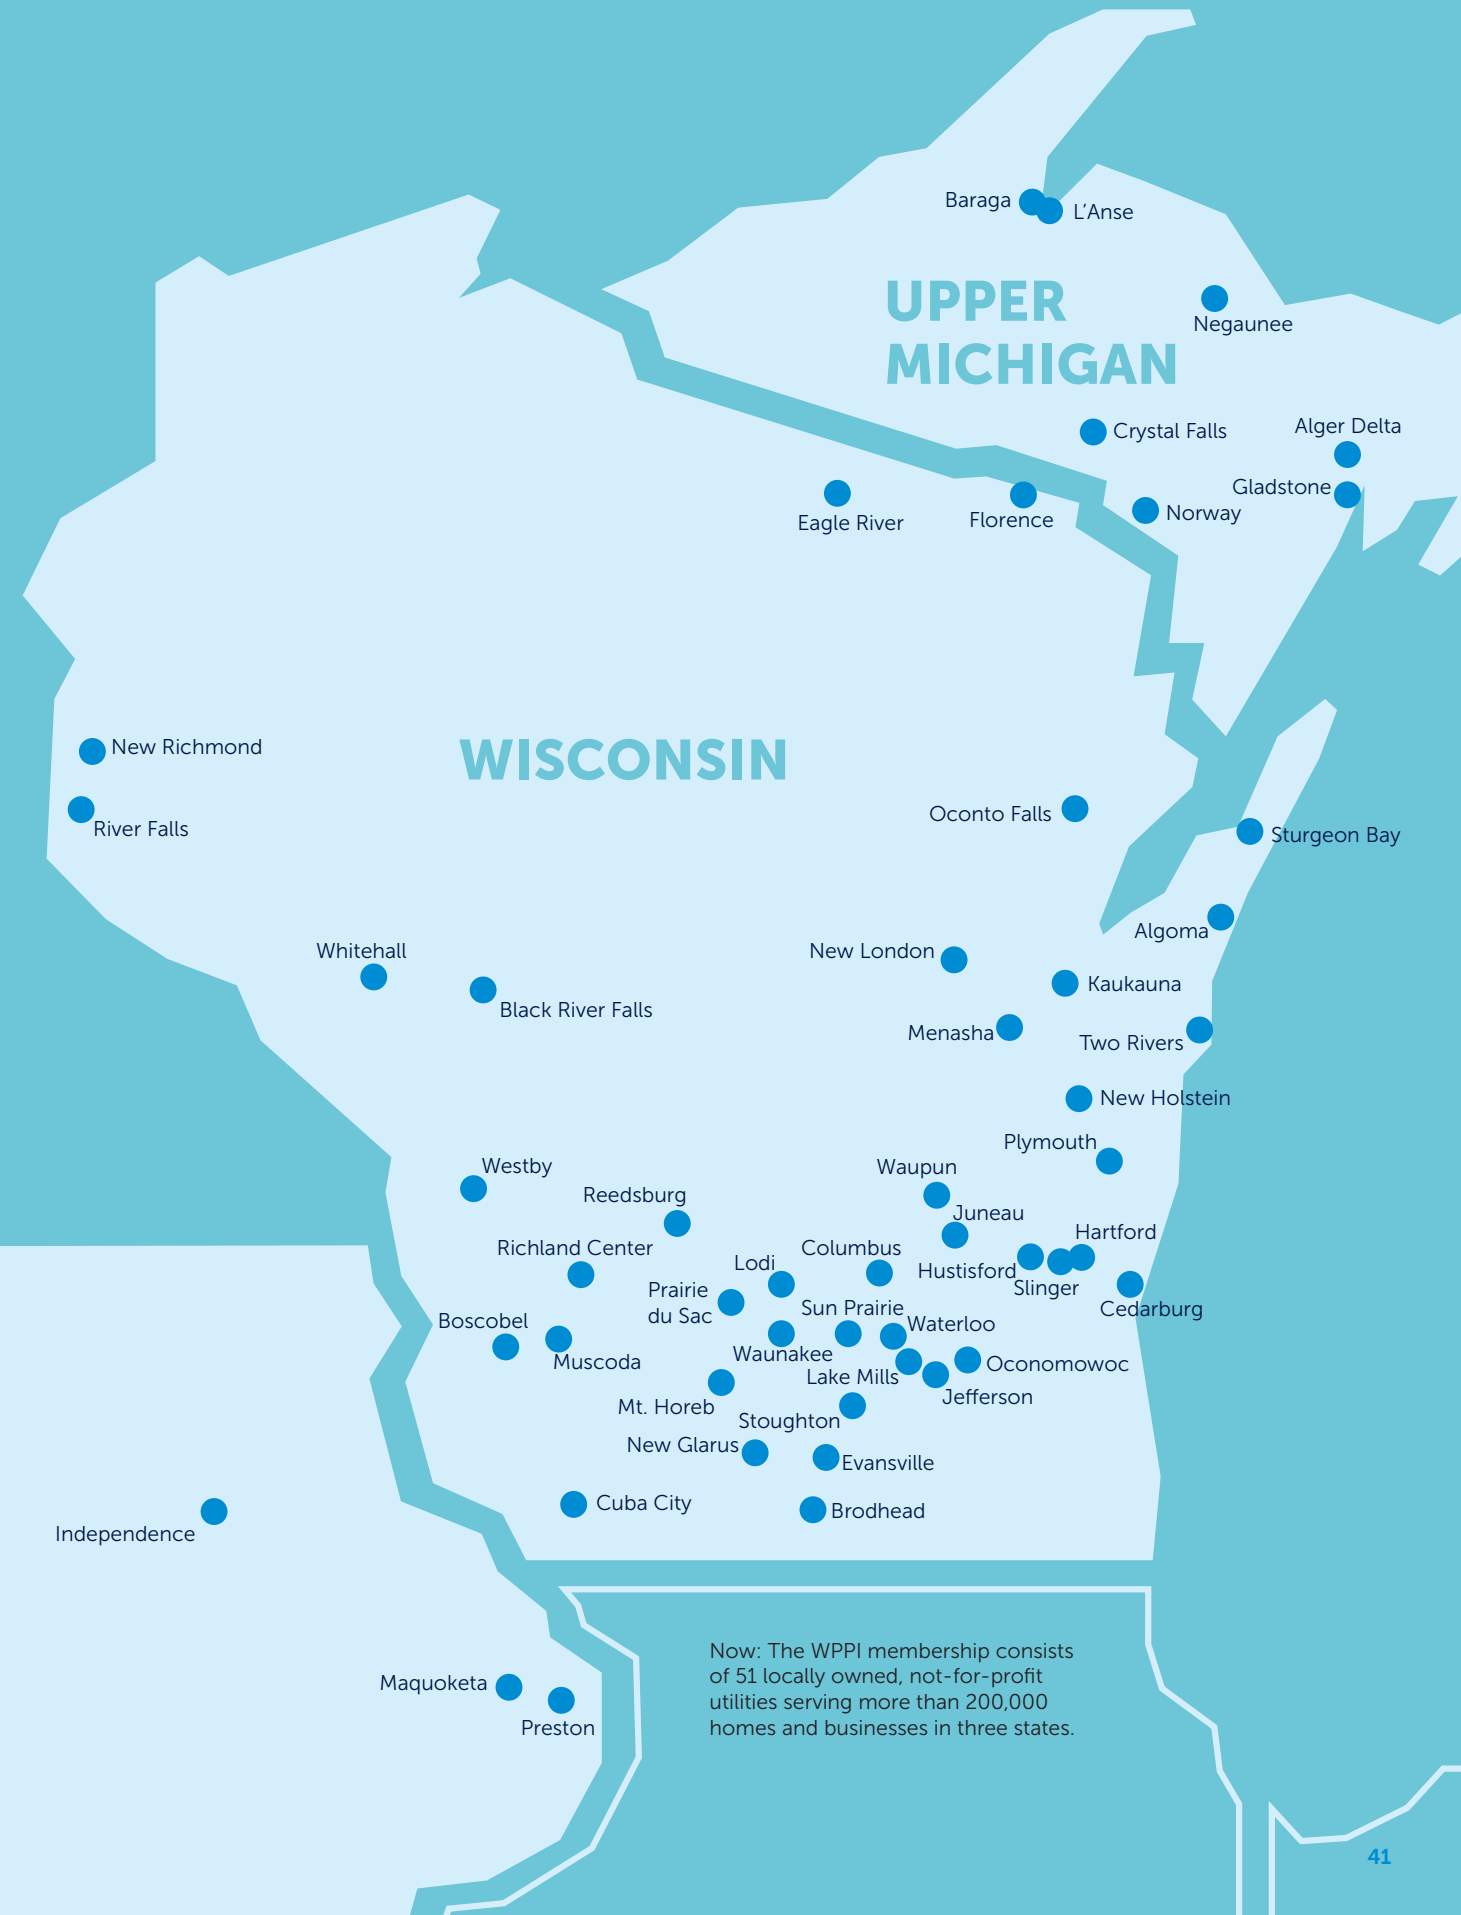 Baraga
L'Anse
UPPER
MICHIGAN
Negaunee
Crystal Falls
Alger Delta
Gladstone
Norway
Eagle River
Florence
WISCONSIN
New Richmond
River Falls
Oconto Falls
Sturgeon Bay
Algoma
Whitehall
Black River Falls
New London
Kaukauna
Menasha
Two Rivers
New Holstein
Plymouth
Westby
Reedsburg
Waupun
Juneau
Richland Center
Lodi
Columbus
Hustisford
Hartford
Slinger
Cedarburg
Prairie
du Sac
Sun Prairie
Boscobel
Muscoda
Waterloo
Waunakee
Lake Mills
Oconomowoc
Jefferson
Mt. Horeb
Stoughton
New Glarus
Evansville
Cuba City
Brodhead
Independence
Maquoketa
Preston
Now: The WPPI membership consists
of 51 locally owned, not-for-profit
utilities serving more than 200,000
homes and businesses in three states.
41